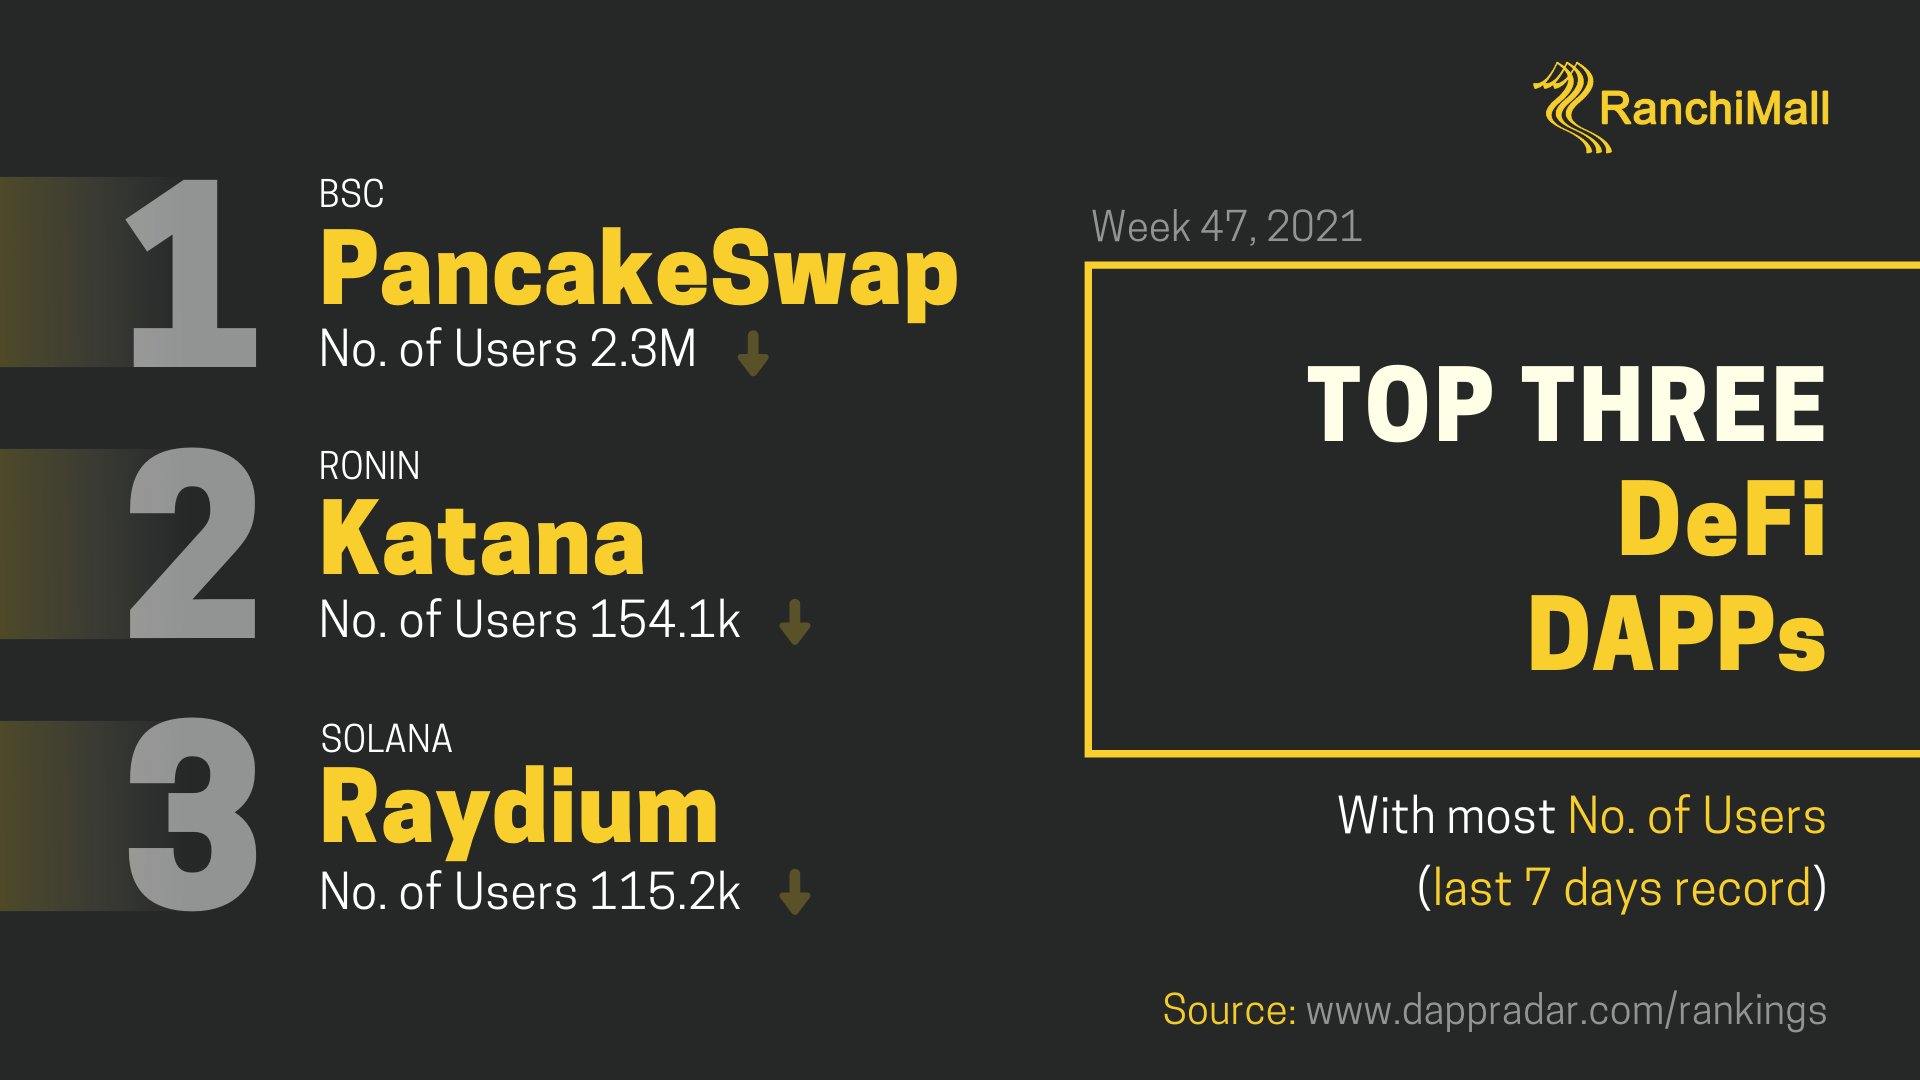 RanchiMall
1
BSC
PancakeSwap
No. of Users 2.3M
2
RONIN
Katana
No. of Users 154.1k
3
SOLANA
Raydium
No. of Users 115.2k
Week 47, 2021
TOP THREE
DeFi
DAPPs
With most No. of Users
(last 7 days record)
Source: www.dappradar.com/rankings